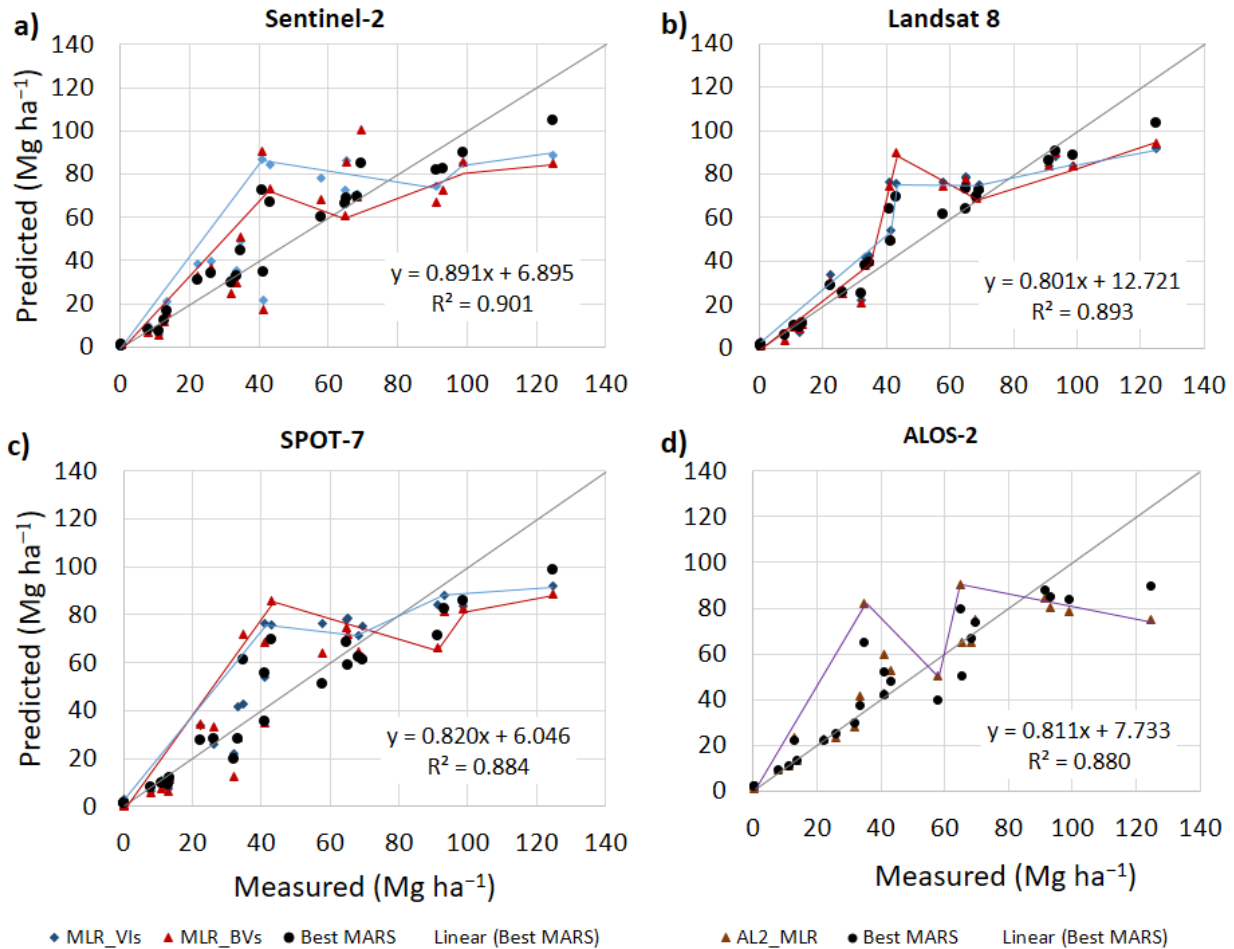 a) Sentinel-2
b) Landsat 8
140
120
100
80
60
40
20
0
0 20 40 60 80 100 120 140
Predicted (Mg ha⁻¹)
y = 0.891x + 6.895
R² = 0.901
140
120
100
80
60
40
20
0
0 20 40 60 80 100 120 140
y = 0.801x + 12.721
R² = 0.893
c) SPOT-7
d) ALOS-2
140
120
100
80
60
40
20
0
0 20 40 60 80 100 120 140
Predicted (Mg ha⁻¹)
y = 0.820x + 6.046
R² = 0.884
Measured (Mg ha⁻¹)
140
120
100
80
60
40
20
0
0 20 40 60 80 100 120 140
y = 0.811x + 7.733
R² = 0.880
Measured (Mg ha⁻¹)
MLR_VIs MLR_BVs Best MARS Linear (Best MARS)
AL2_MLR Best MARS Linear (Best MARS)